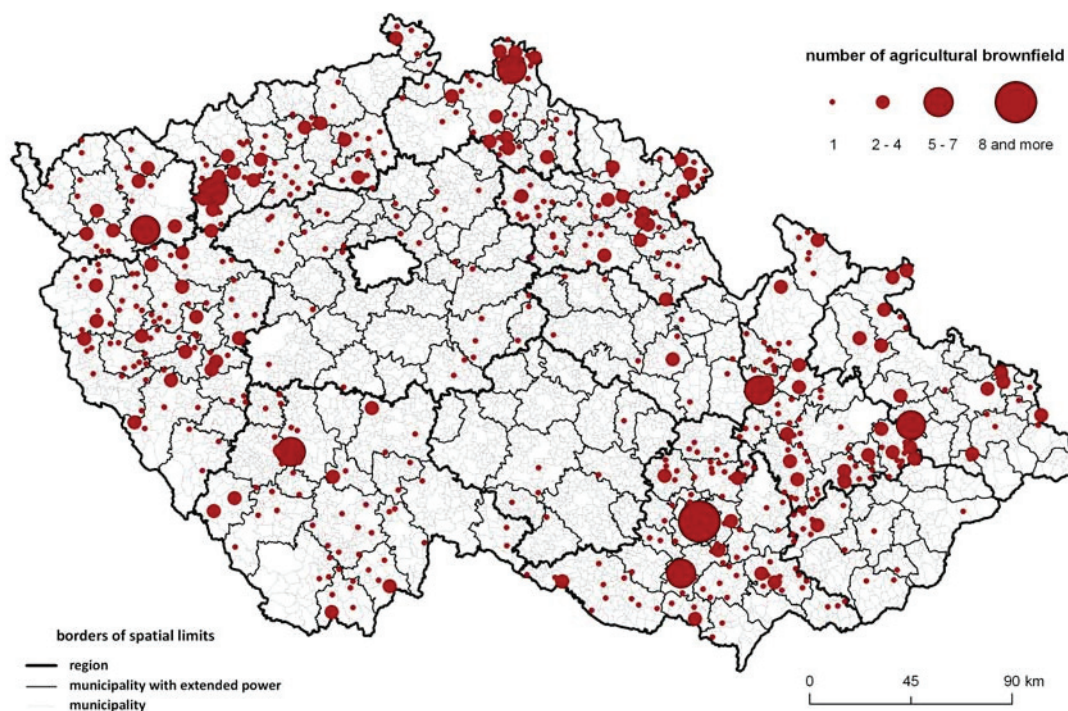 number of agricultural brownfield
1 2 - 4 5 - 7 8 and more
borders of spatial limits
region
municipality with extended power
municipality
0 45 90 km